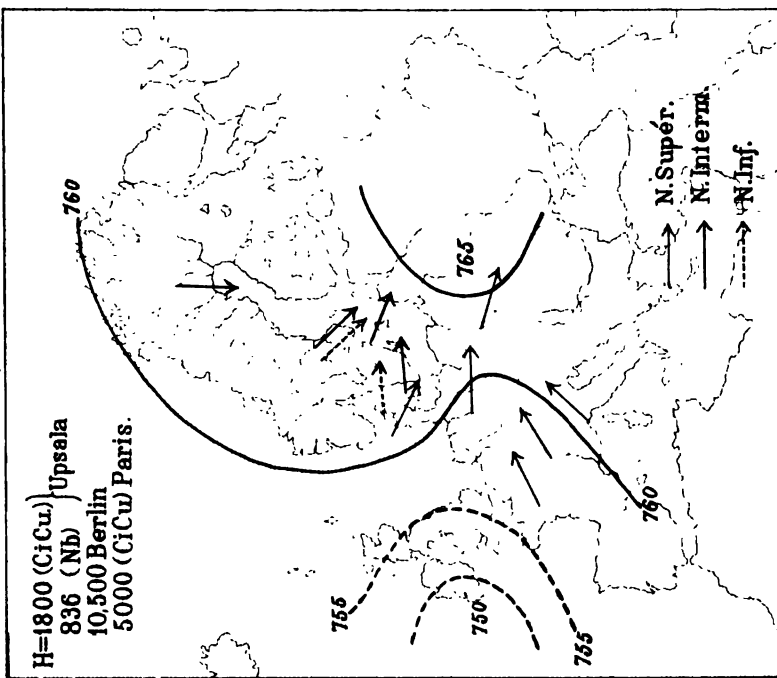 H=1800 (CiCu.)
836 (Nb) } Upsala
10,500 Berlin
5000 (CiCu) Paris.
760
765
755
750
755
760
N.Supér.
N.Interm.
N.Inf.